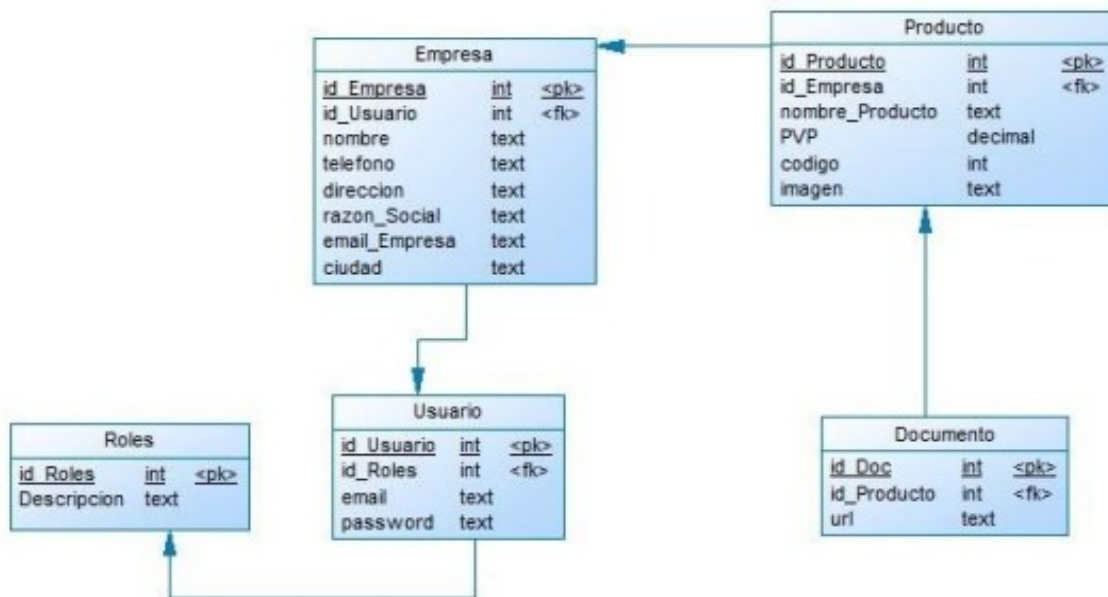 Empresa
id_Empresa int <pk>
id_Usuario int <fk>
nombre text
telefono text
direccion text
razon_Social text
email_Empresa text
ciudad text
Producto
id_Producto int <pk>
id_Empresa int <fk>
nombre_Producto text
PVP decimal
codigo int
imagen text
Roles
id_Roles int <pk>
Descripcion text
Usuario
id_Usuario int <pk>
id_Roles int <fk>
email text
password text
Documento
id_Doc int <pk>
id_Producto int <fk>
url text